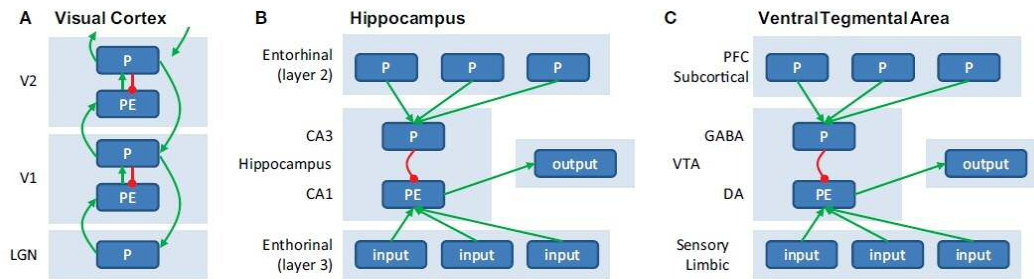 A Visual Cortex
V2
P
PE
V1
P
PE
LGN
P
B Hippocampus
Entorhinal
(layer 2)
P P P
CA3
P
Hippocampus
output
CA1
PE
Enthorinal
(layer 3)
input input input
C Ventral Tegmental Area
PFC
Subcortical
P P P
GABA
P
VTA
output
DA
PE
Sensory
Limbic
input input input